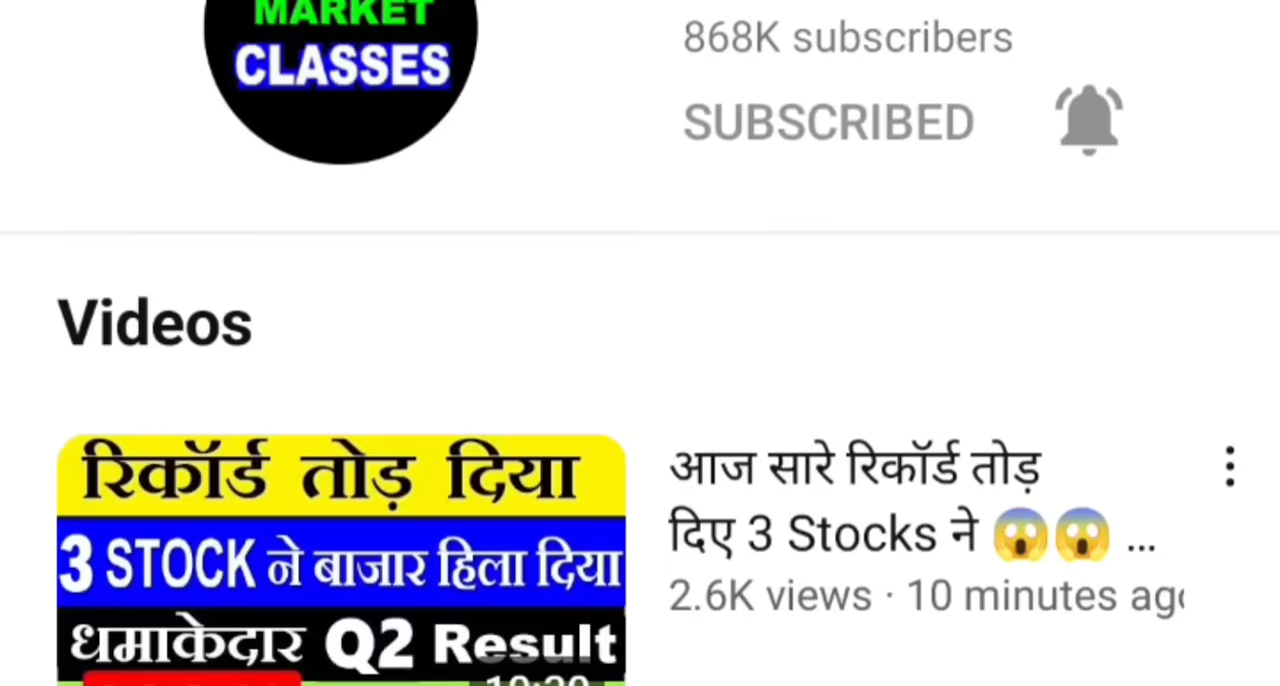 MARKET
CLASSES
868K subscribers
SUBSCRIBED
Videos
रिकॉर्ड तोड़ दिया
3 STOCK ने बाजार हिला दिया
धमाकेदार Q2 Result
आज सारे रिकॉर्ड तोड़
दिए 3 Stocks ने 😱😱 ...
2.6K views · 10 minutes ago